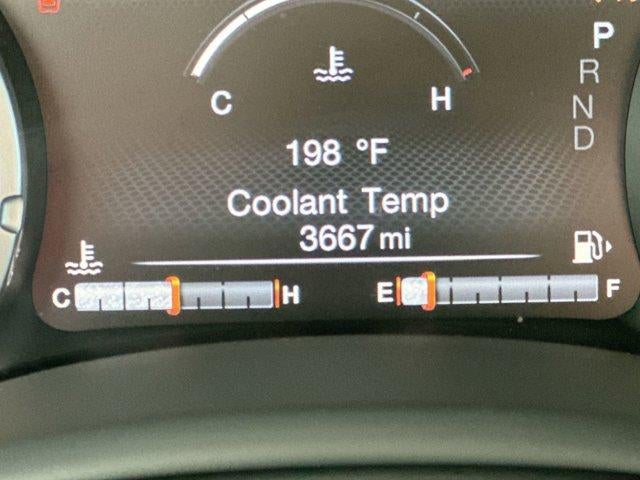 P
R
N
D
C H
198 °F
Coolant Temp
3667 mi
C H E F